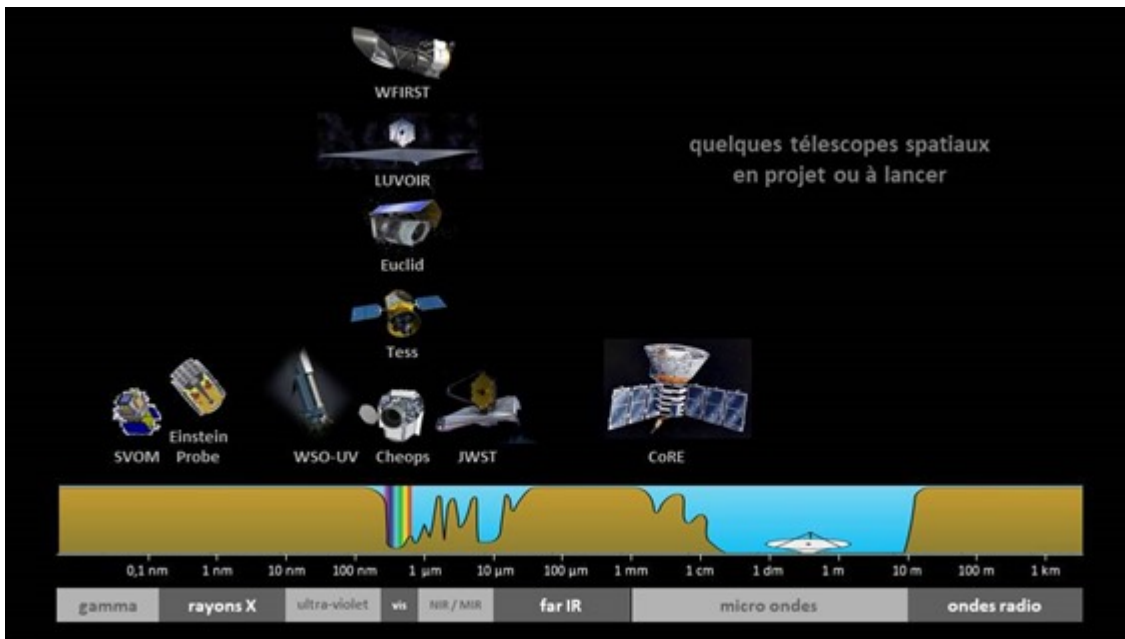 WFIRST
quelques télescopes spatiaux
en projet ou à lancer
LUVOIR
Euclid
Tess
SVOM
Einstein
Probe
WSO-UV
Cheops
JWST
CoRE
0,1 nm 1 nm 10 nm 100 nm 1 µm 10 µm 100 µm 1 mm 1 cm 1 dm 1 m 10 m 100 m 1 km
gamma rayons X ultra-violet vis NIR / MIR far IR micro ondes ondes radio